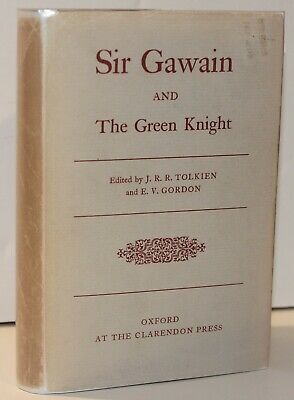 Sir Gawain
AND
The Green Knight
Edited by J. R. R. TOLKIEN
and E. V. GORDON
OXFORD
AT THE CLARENDON PRESS